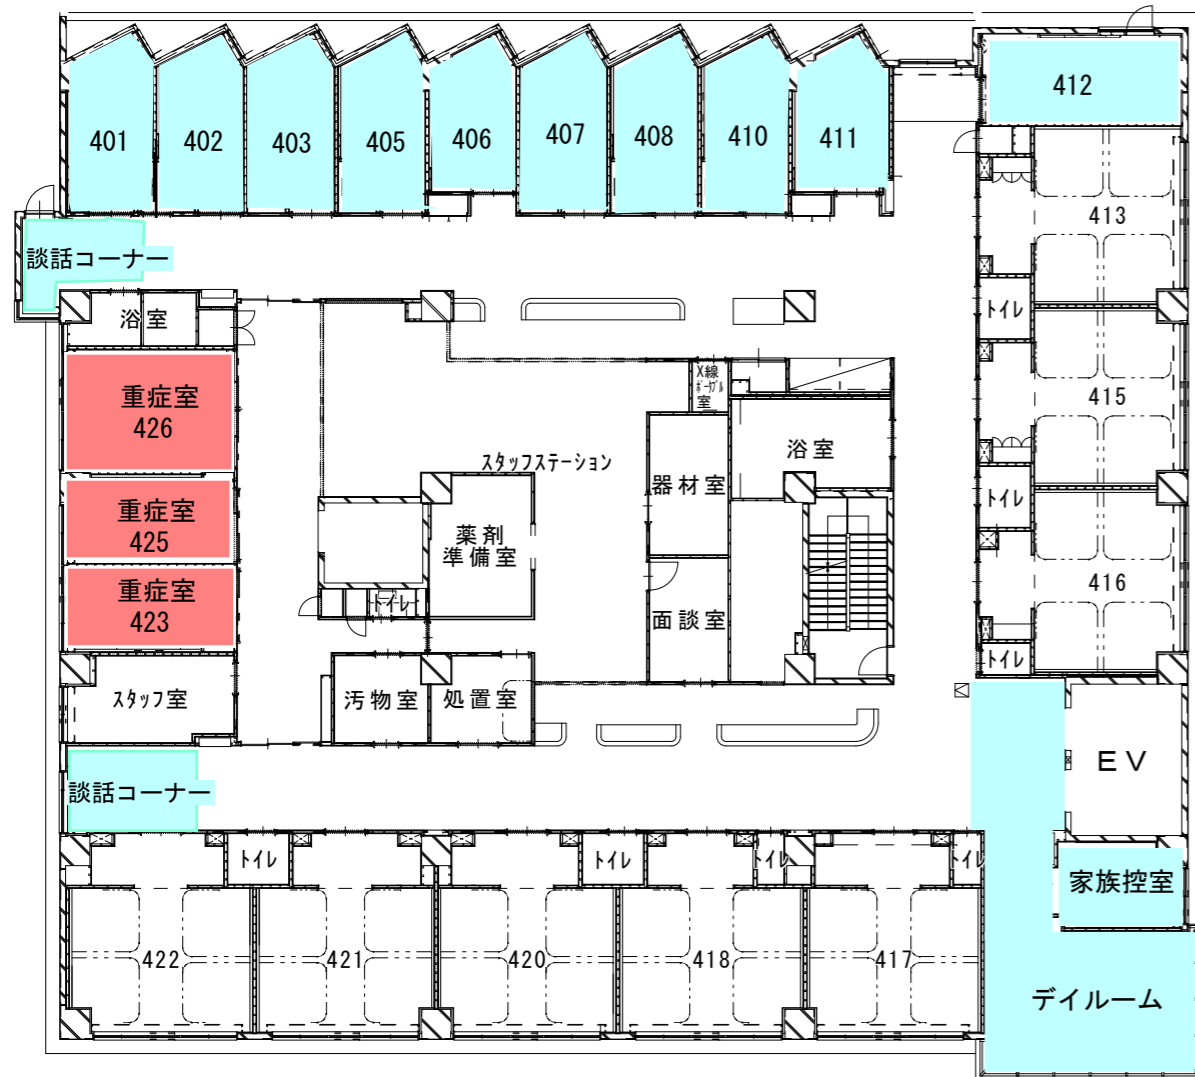 401
402
403
405
406
407
408
410
411
412
談話コーナー
413
浴室
ﾄｲﾚ
X線
ﾎﾟｰﾀﾌﾞﾙ
室
重症室
426
415
スタッフステーション
浴室
器材室
ﾄｲﾚ
重症室
425
薬剤
準備室
重症室
423
トイレ
面談室
416
ﾄｲﾚ
スタッフ室
汚物室
処置室
EV
談話コーナー
ﾄｲﾚ
ﾄｲﾚ
ﾄｲﾚ
ﾄｲﾚ
家族控室
422
421
420
418
417
デイルーム